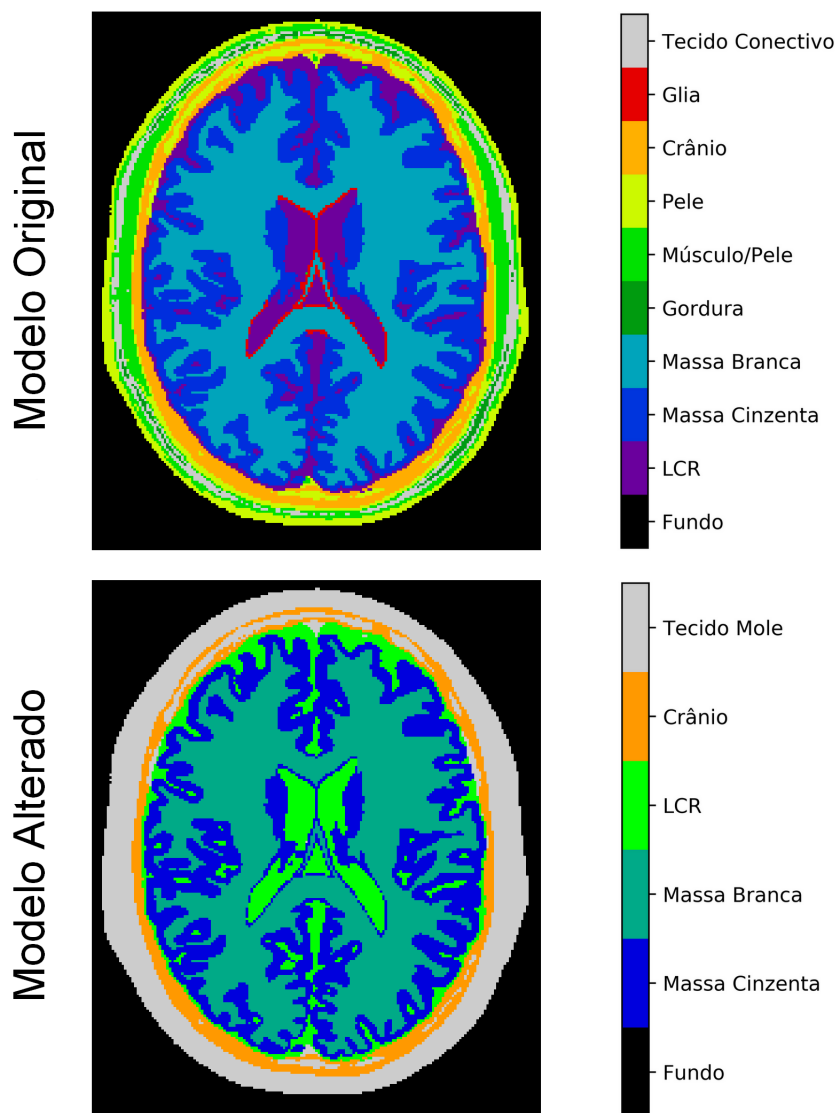 Modelo Original
Tecido Conectivo
Glia
Crânio
Pele
Músculo/Pele
Gordura
Massa Branca
Massa Cinzenta
LCR
Fundo
Modelo Alterado
Tecido Mole
Crânio
LCR
Massa Branca
Massa Cinzenta
Fundo